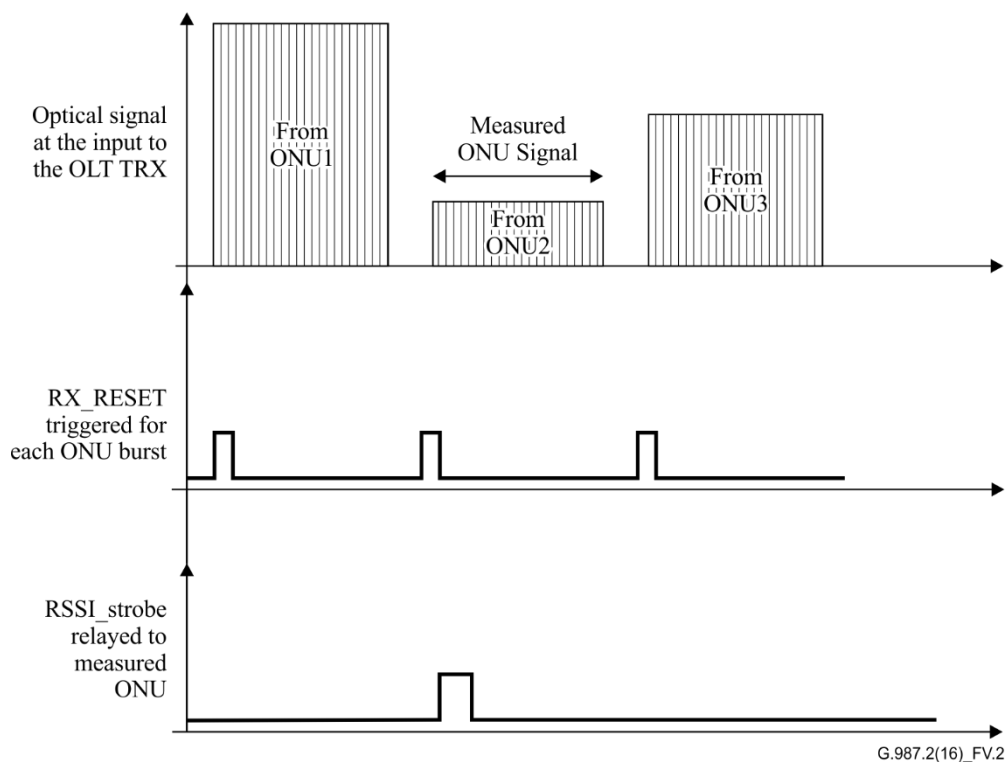 Optical signal
at the input to
the OLT TRX
From
ONU1
Measured
ONU Signal
From
ONU2
From
ONU3
RX_RESET
triggered for
each ONU burst
RSSI_strobe
relayed to
measured
ONU
G.987.2(16)_FV.2